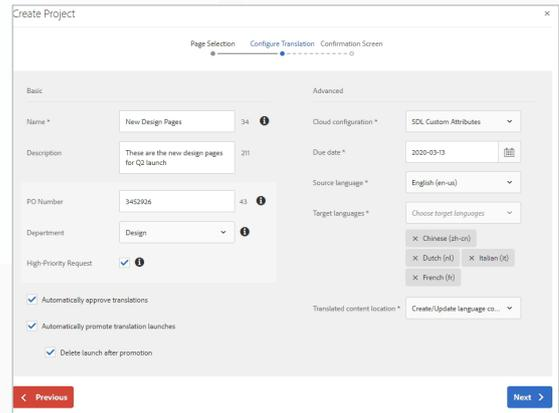 Create Project
×
Page Selection Configure Translation Confirmation Screen
Basic
Name * New Design Pages 34
Description These are the new design pages
for Q2 launch 211
PO Number 3452926 43
Department Design
High-Priority Request
Automatically approve translations
Automatically promote translation launches
Delete launch after promotion
Advanced
Cloud configuration * SDL Custom Attributes
Due date * 2020-03-13
Source language * English (en-us)
Target languages * Choose target languages
× Chinese (zh-cn)
× Dutch (nl) × Italian (it)
× French (fr)
Translated content location * Create/Update language co...
Previous
Next